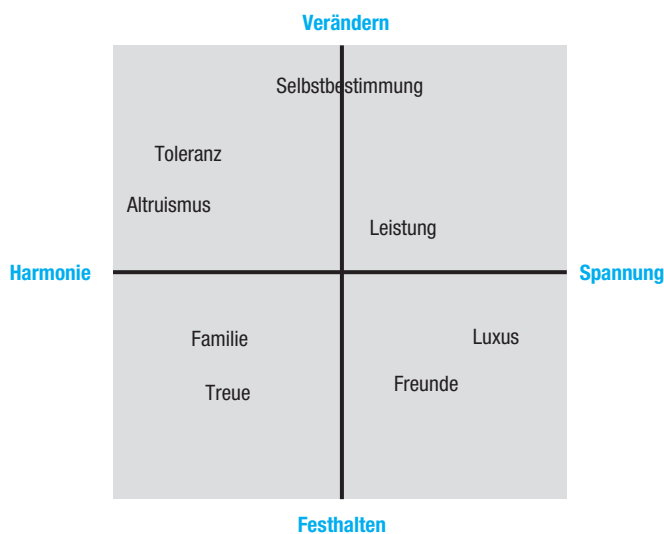 Verändern
Selbstbestimmung
Toleranz
Altruismus
Leistung
Harmonie
Spannung
Familie
Luxus
Freunde
Treue
Festhalten